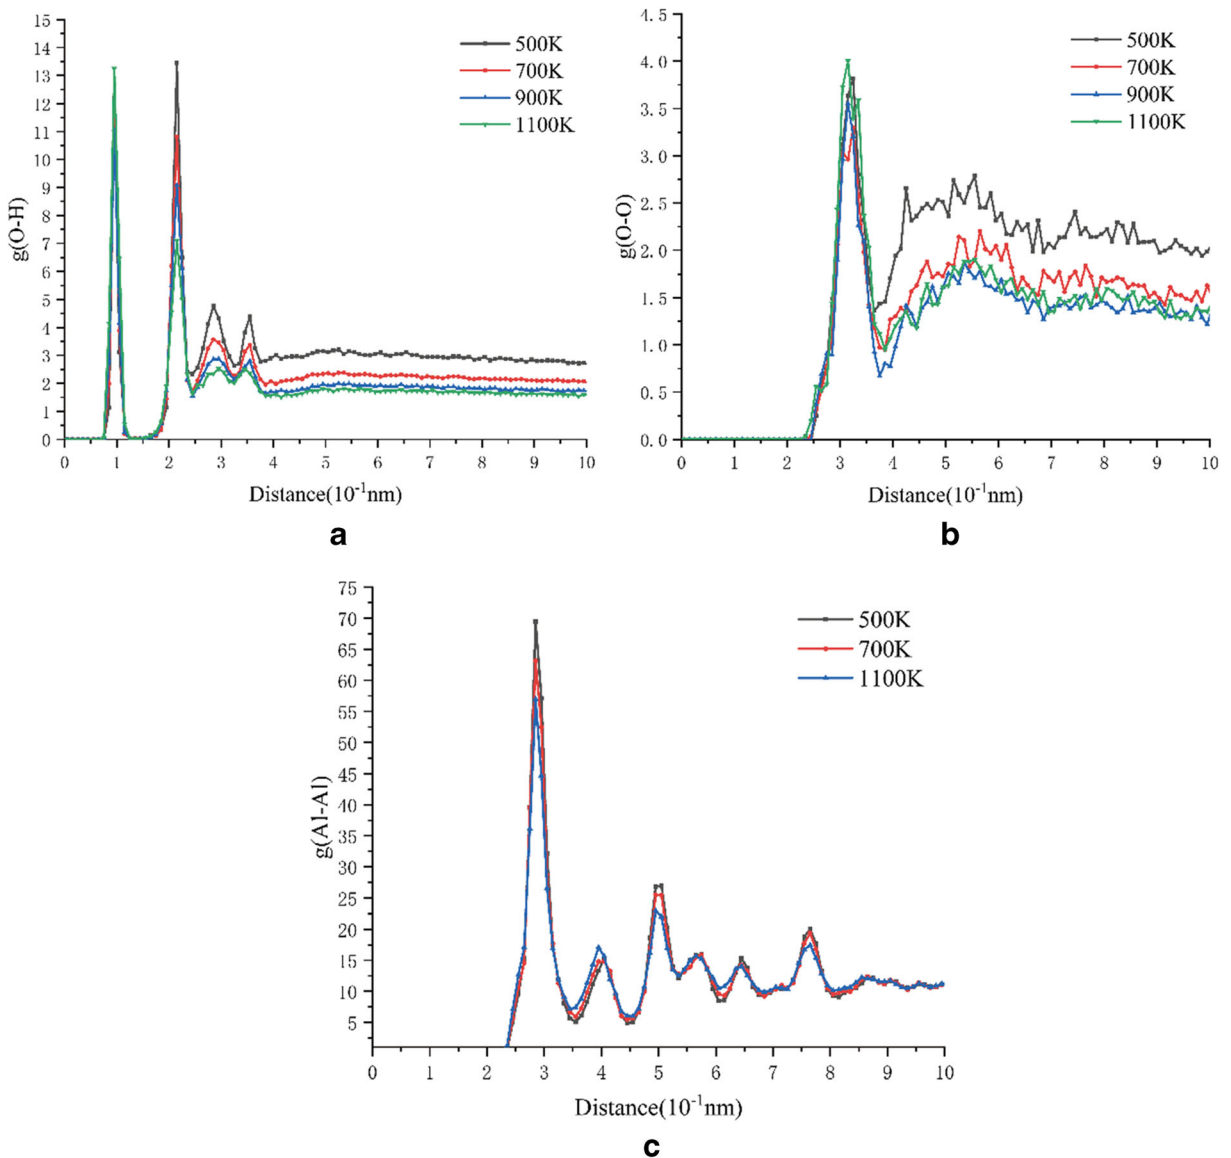 15
14
13
12
11
10
9
8
7
6
5
4
3
2
1
0
g(O-H)
500K
700K
900K
1100K
0 1 2 3 4 5 6 7 8 9 10
Distance(10⁻¹nm)
a
4.5
4.0
3.5
3.0
2.5
2.0
1.5
1.0
0.5
0.0
g(O-O)
500K
700K
900K
1100K
0 1 2 3 4 5 6 7 8 9 10
Distance(10⁻¹nm)
b
75
70
65
60
55
50
45
40
35
30
25
20
15
10
5
g(Al-Al)
500K
700K
1100K
0 1 2 3 4 5 6 7 8 9 10
Distance(10⁻¹nm)
c